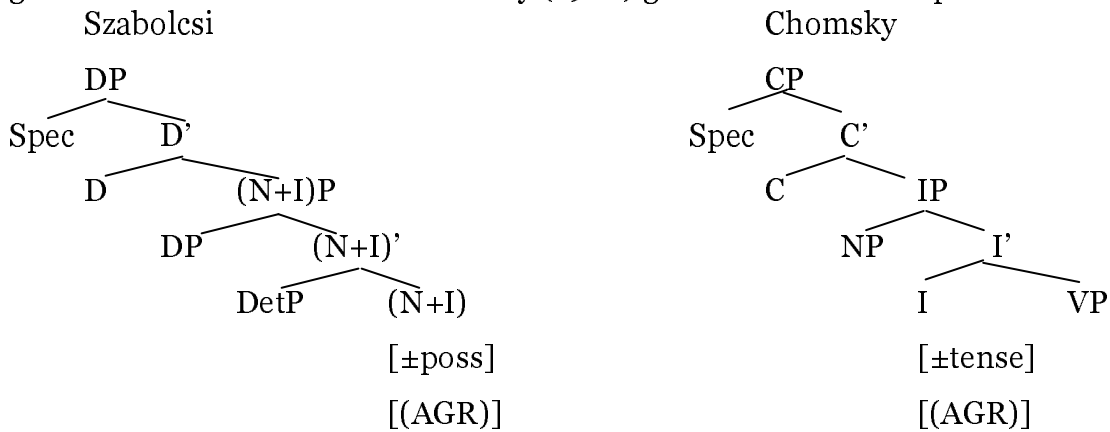 Szabolcsi Chomsky
DP CP
Spec D’ Spec C’
D (N+I)P C IP
DP (N+I)’ NP I’
DetP (N+I) I VP
[±poss] [±tense]
[(AGR)] [(AGR)]